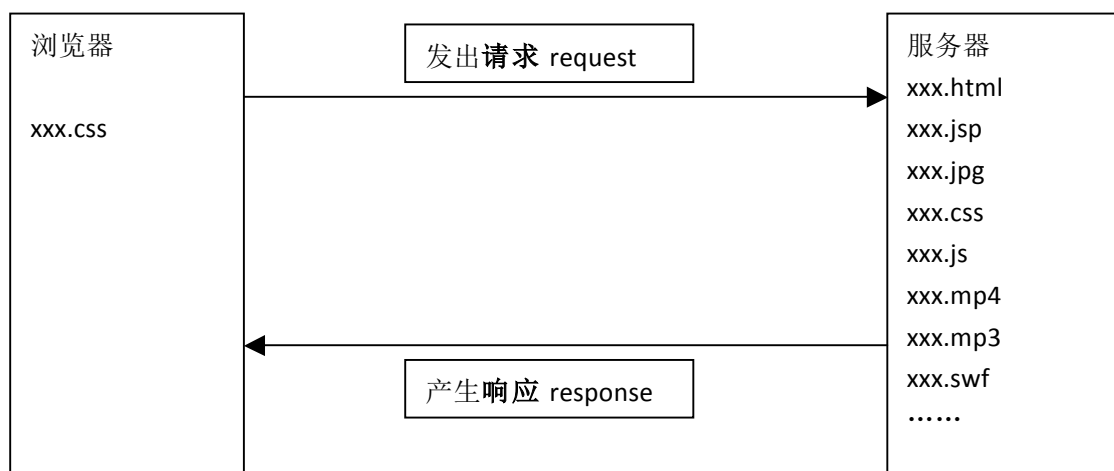 浏览器
xxx.css
发出请求 request
产生响应 response
服务器
xxx.html
xxx.jsp
xxx.jpg
xxx.css
xxx.js
xxx.mp4
xxx.mp3
xxx.swf
……